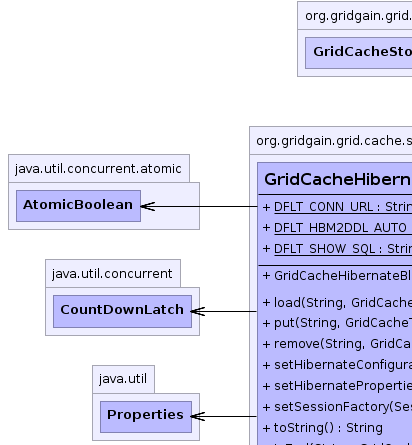 org.gridgain.grid.
GridCacheSto
org.gridgain.grid.cache.s
java.util.concurrent.atomic
AtomicBoolean
GridCacheHibern
+ DFLT_CONN_URL : Strin
+ DFLT_HBM2DDL_AUTO
+ DFLT_SHOW_SQL : Strin
java.util.concurrent
CountDownLatch
+ GridCacheHibernateBl
+ load(String, GridCache
+ put(String, GridCacheT
+ remove(String, GridCa
+ setHibernateConfigura
+ setHibernatePropertie
+ setSessionFactory(Ses
+ toString() : String
java.util
Properties